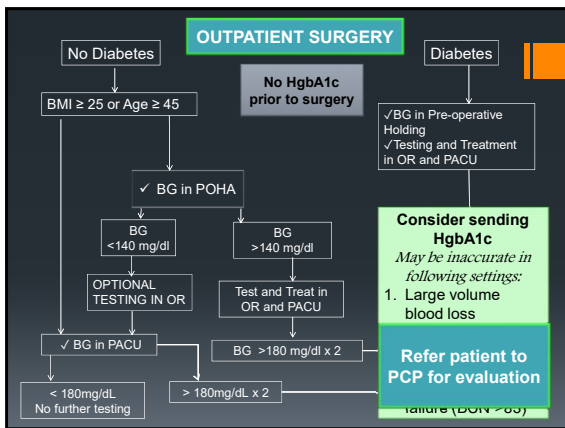 OUTPATIENT SURGERY
No Diabetes
Diabetes
No HgbA1c
prior to surgery
BMI ≥ 25 or Age ≥ 45
✓BG in Pre-operative
Holding
✓Testing and Treatment
in OR and PACU
✓ BG in POHA
BG
<140 mg/dl
BG
>140 mg/dl
OPTIONAL
TESTING IN OR
Test and Treat in
OR and PACU
✓ BG in PACU
BG >180 mg/dl x 2
< 180mg/dL
No further testing
> 180mg/dL x 2
Consider sending
HgbA1c
May be inaccurate in
following settings:
1. Large volume
blood loss
Refer patient to
PCP for evaluation
failure (BUN >85)